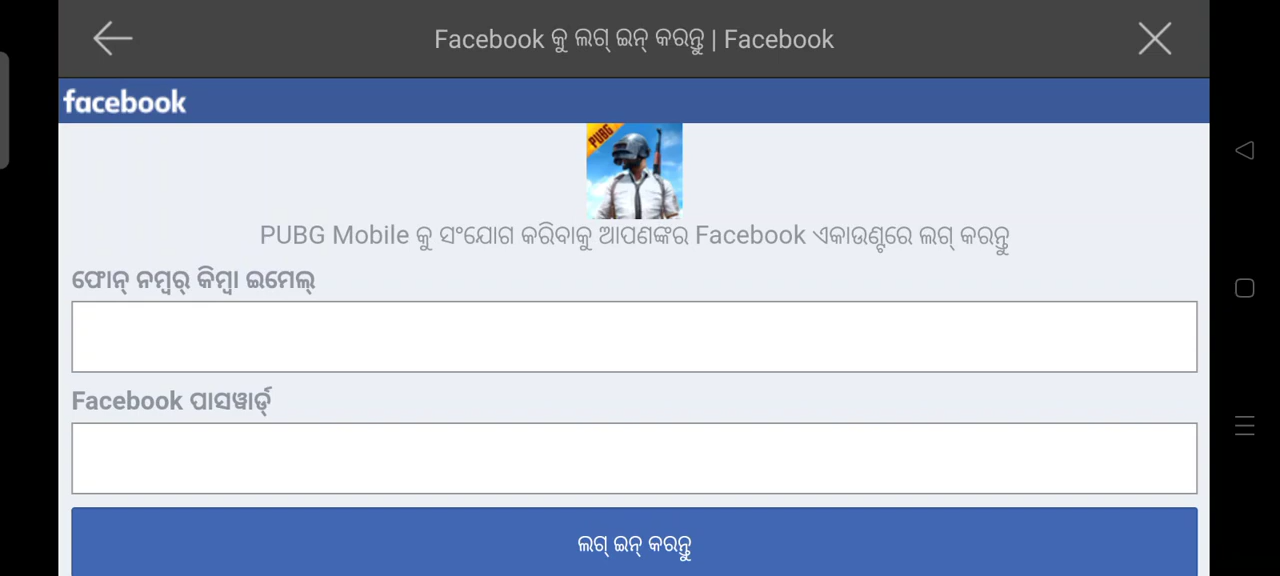 Facebook କୁ ଲଗ୍ ଇନ୍ କରନ୍ତୁ | Facebook
facebook
PUBG
PUBG Mobile କୁ ସଂଯୋଗ କରିବାକୁ ଆପଣଙ୍କର Facebook ଏକାଉଣ୍ଟରେ ଲଗ୍ କରନ୍ତୁ
ଫୋନ୍ ନମ୍ବର୍ କିମ୍ବା ଇମେଲ୍
Facebook ପାସୱାର୍ଡ୍
ଲଗ୍ ଇନ୍ କରନ୍ତୁ